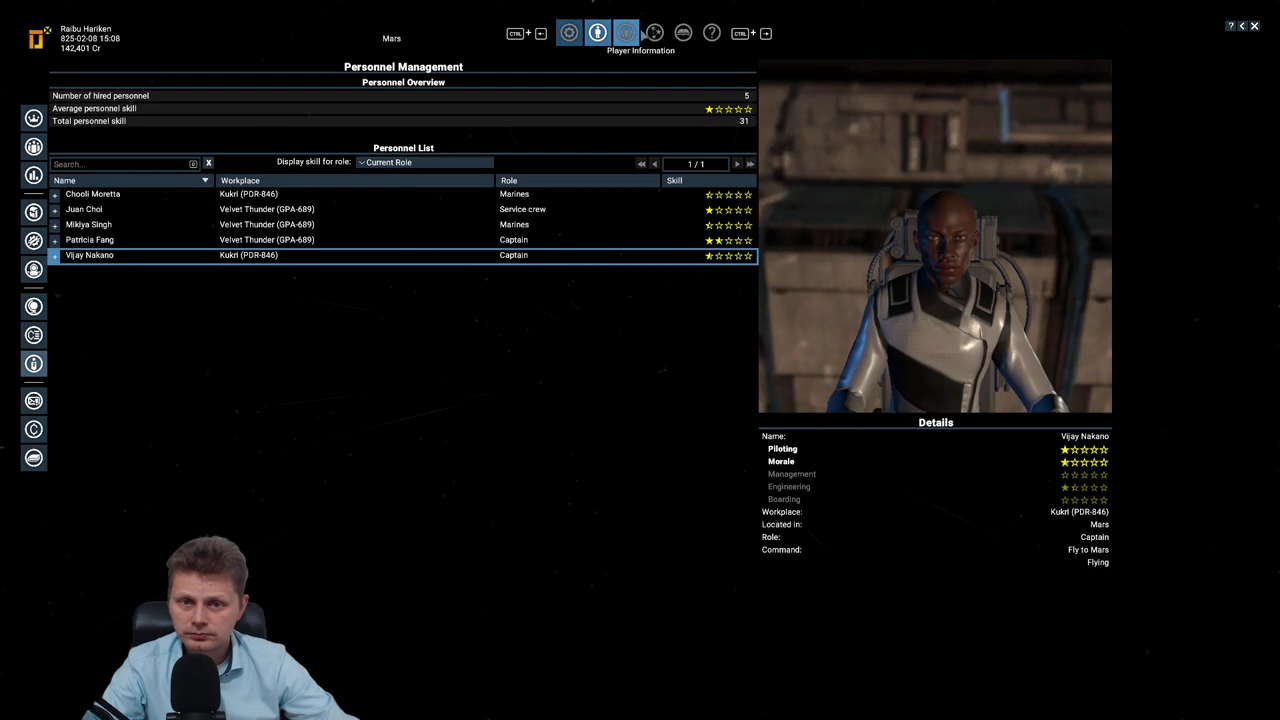 Raibu Hariken
825-02-08 15:08
142,401 Cr
Mars
CTRL +
CTRL +
Player Information
Personnel Management
Personnel Overview
Number of hired personnel 5
Average personnel skill
Total personnel skill 31
Personnel List
Search... X Display skill for role: Current Role 1 / 1
Name Workplace Role Skill
+ Chooli Moretta Kukri (PDR-846) Marines
+ Juan Choi Velvet Thunder (GPA-689) Service crew
+ Mikiya Singh Velvet Thunder (GPA-689) Marines
+ Patricia Fang Velvet Thunder (GPA-689) Captain
+ Vijay Nakano Kukri (PDR-846) Captain
Details
Name: Vijay Nakano
Piloting
Morale
Management
Engineering
Boarding
Workplace: Kukri (PDR-846)
Located in: Mars
Role: Captain
Command: Fly to Mars
Flying